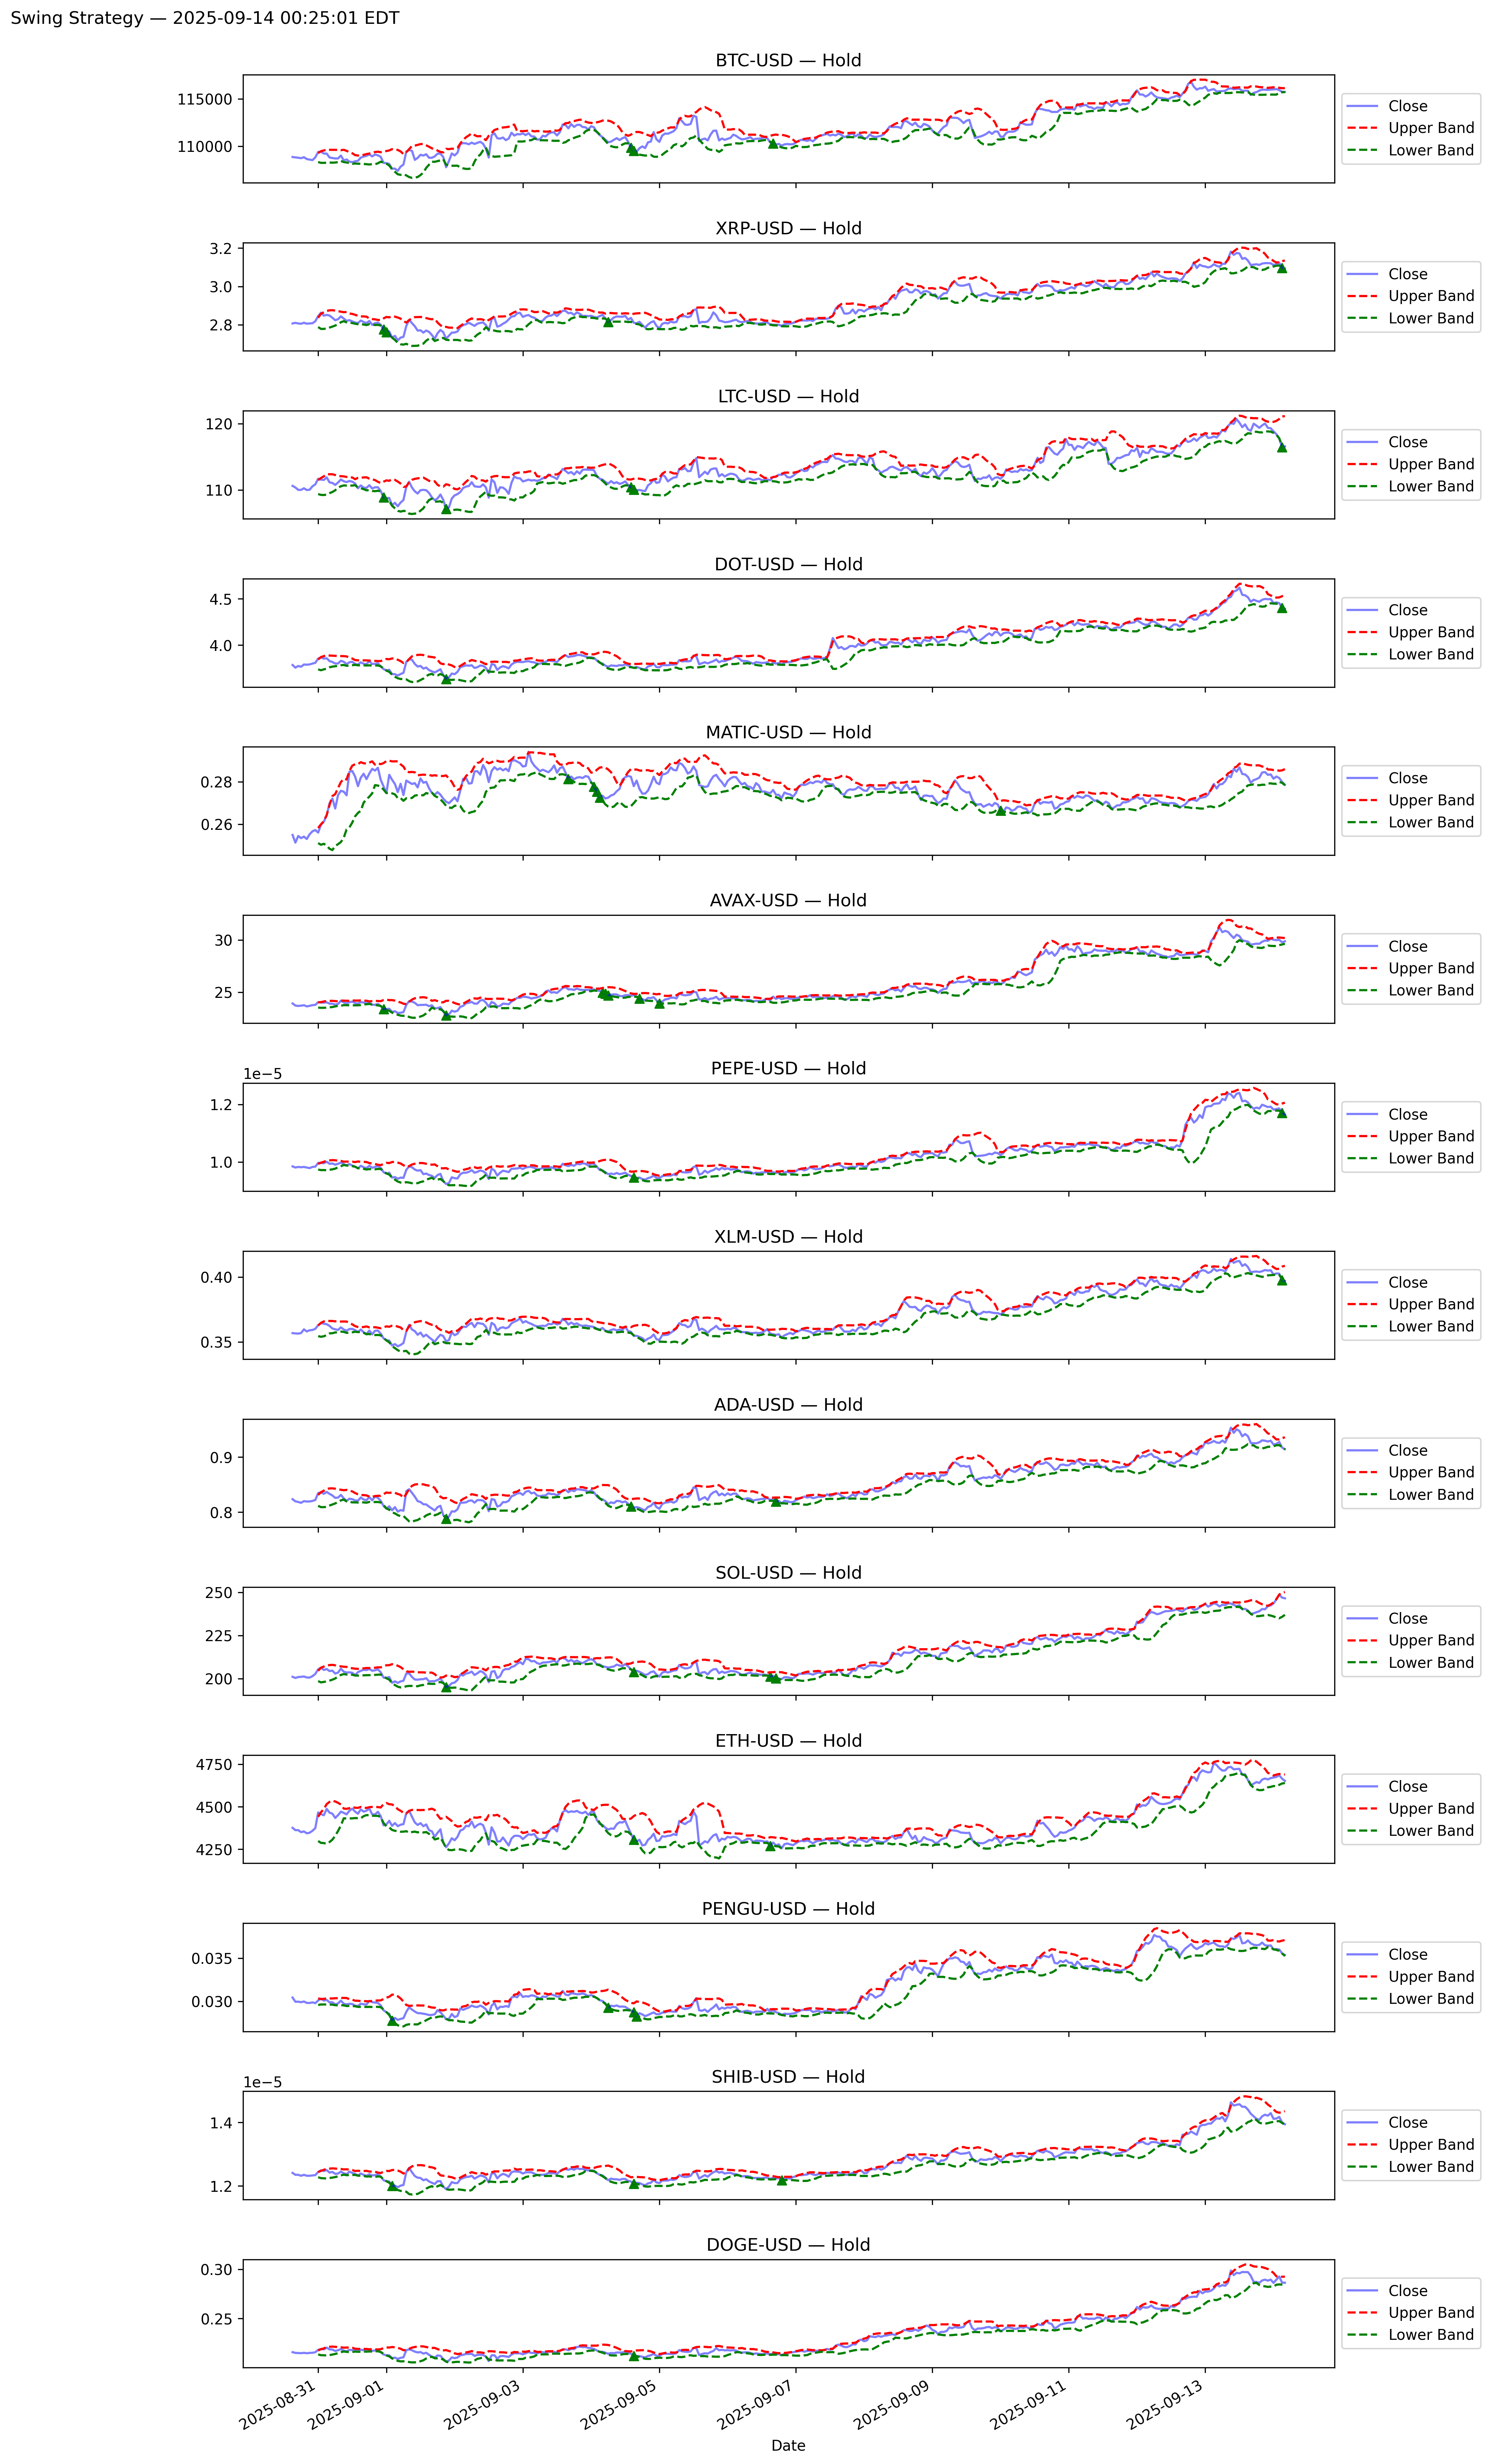 Swing Strategy — 2025-09-14 00:25:01 EDT
BTC-USD — Hold
115000
110000
Close
Upper Band
Lower Band
XRP-USD — Hold
3.2
3.0
2.8
Close
Upper Band
Lower Band
LTC-USD — Hold
120
110
Close
Upper Band
Lower Band
DOT-USD — Hold
4.5
4.0
Close
Upper Band
Lower Band
MATIC-USD — Hold
0.28
0.26
Close
Upper Band
Lower Band
AVAX-USD — Hold
30
25
Close
Upper Band
Lower Band
PEPE-USD — Hold
1e−5
1.2
1.0
Close
Upper Band
Lower Band
XLM-USD — Hold
0.40
0.35
Close
Upper Band
Lower Band
ADA-USD — Hold
0.9
0.8
Close
Upper Band
Lower Band
SOL-USD — Hold
250
225
200
Close
Upper Band
Lower Band
ETH-USD — Hold
4750
4500
4250
Close
Upper Band
Lower Band
PENGU-USD — Hold
0.035
0.030
Close
Upper Band
Lower Band
SHIB-USD — Hold
1e−5
1.4
1.2
Close
Upper Band
Lower Band
DOGE-USD — Hold
0.30
0.25
Close
Upper Band
Lower Band
2025-08-31
2025-09-01
2025-09-03
2025-09-05
2025-09-07
2025-09-09
2025-09-11
2025-09-13
Date